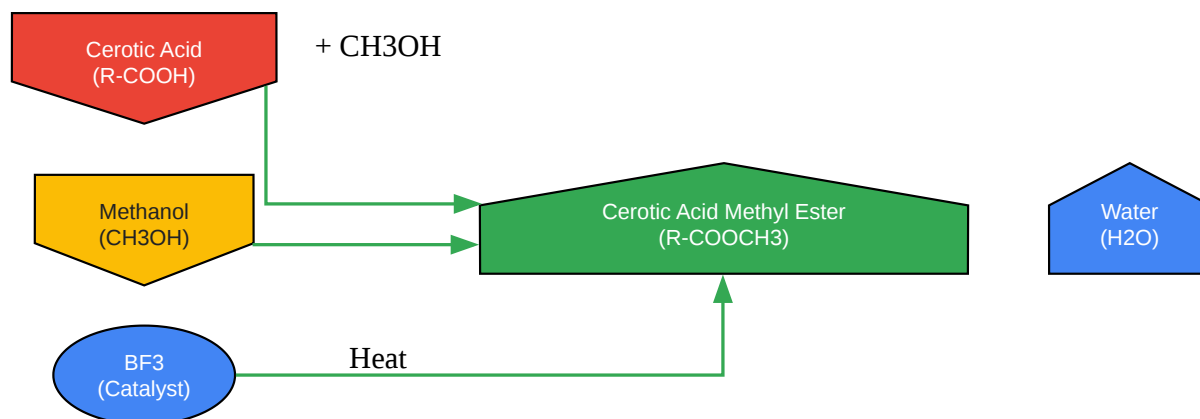 Cerotic Acid
(R-COOH)
+ CH3OH
Methanol
(CH3OH)
Cerotic Acid Methyl Ester
(R-COOCH3)
Water
(H2O)
BF3
(Catalyst)
Heat